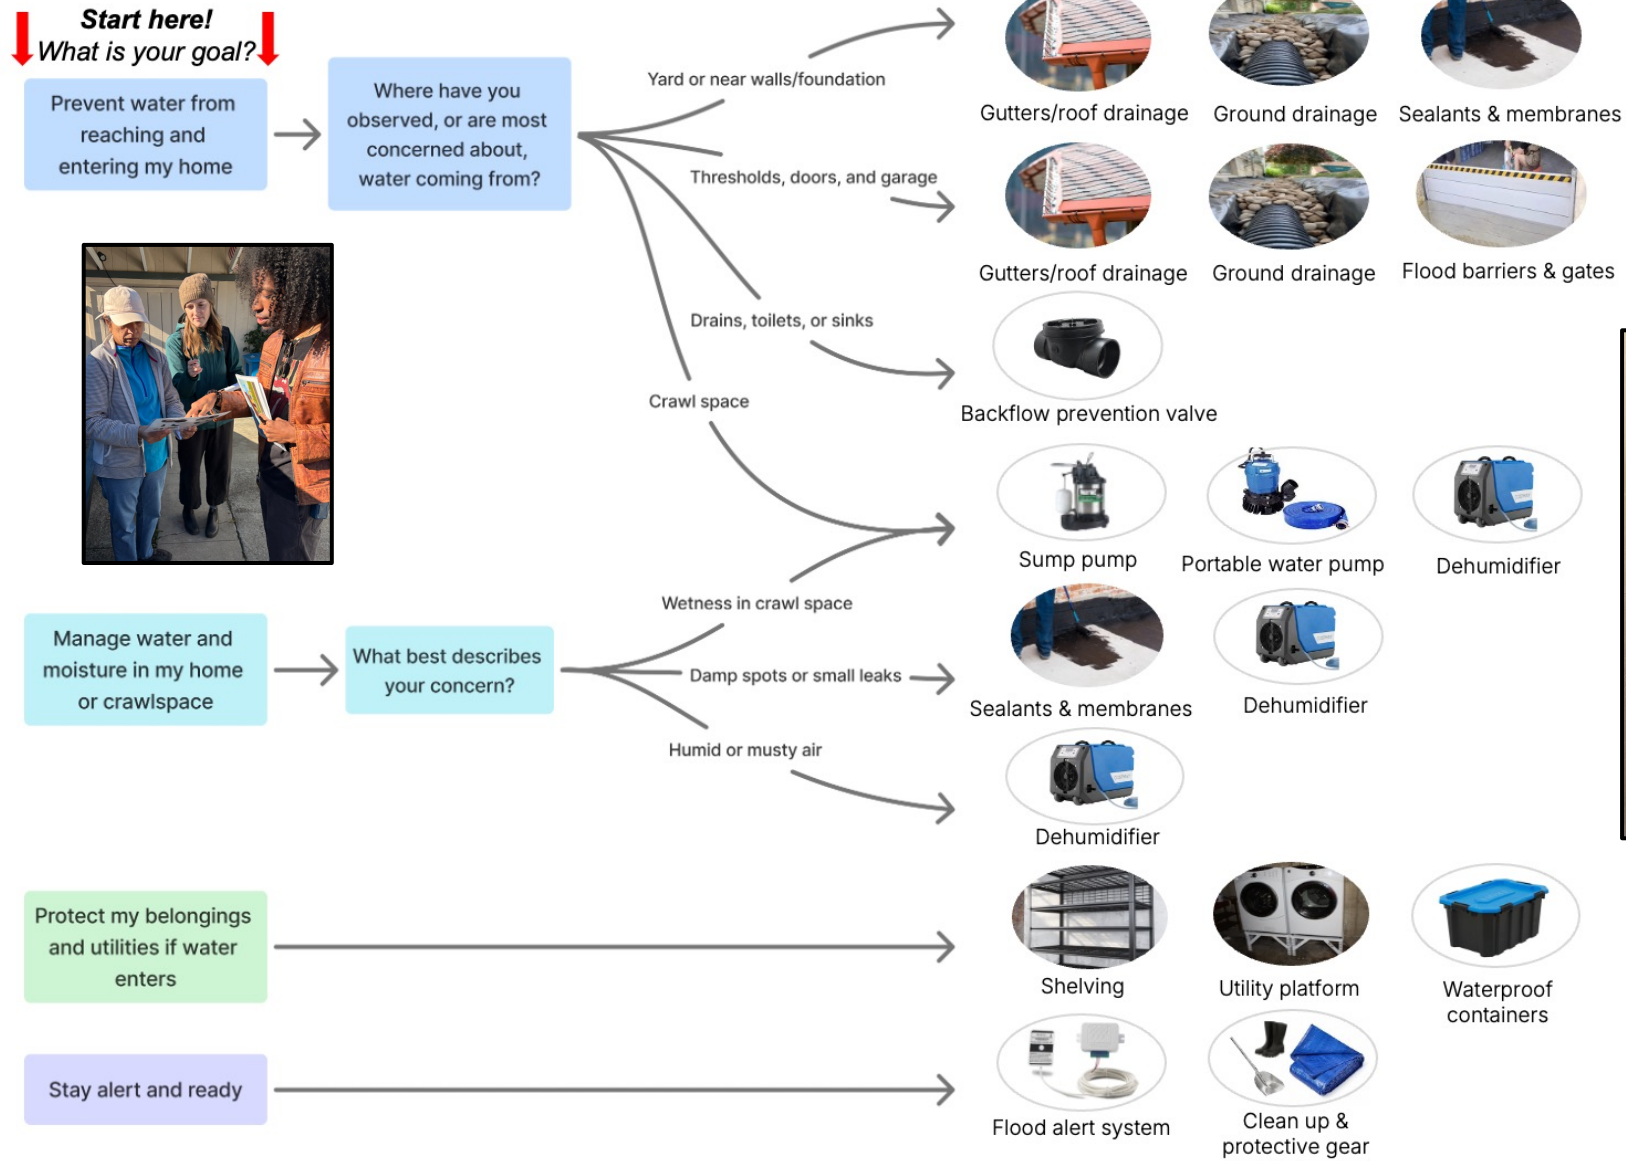 Start here!
What is your goal?
Prevent water from
reaching and
entering my home
Where have you
observed, or are most
concerned about,
water coming from?
Yard or near walls/foundation
Gutters/roof drainage
Ground drainage
Sealants & membranes
Thresholds, doors, and garage
Gutters/roof drainage
Ground drainage
Flood barriers & gates
Drains, toilets, or sinks
Backflow prevention valve
Crawl space
Sump pump
Portable water pump
Dehumidifier
Manage water and
moisture in my home
or crawlspace
What best describes
your concern?
Wetness in crawl space
Damp spots or small leaks
Sealants & membranes
Dehumidifier
Humid or musty air
Dehumidifier
Protect my belongings
and utilities if water
enters
Shelving
Utility platform
Waterproof
containers
Stay alert and ready
Flood alert system
Clean up &
protective gear